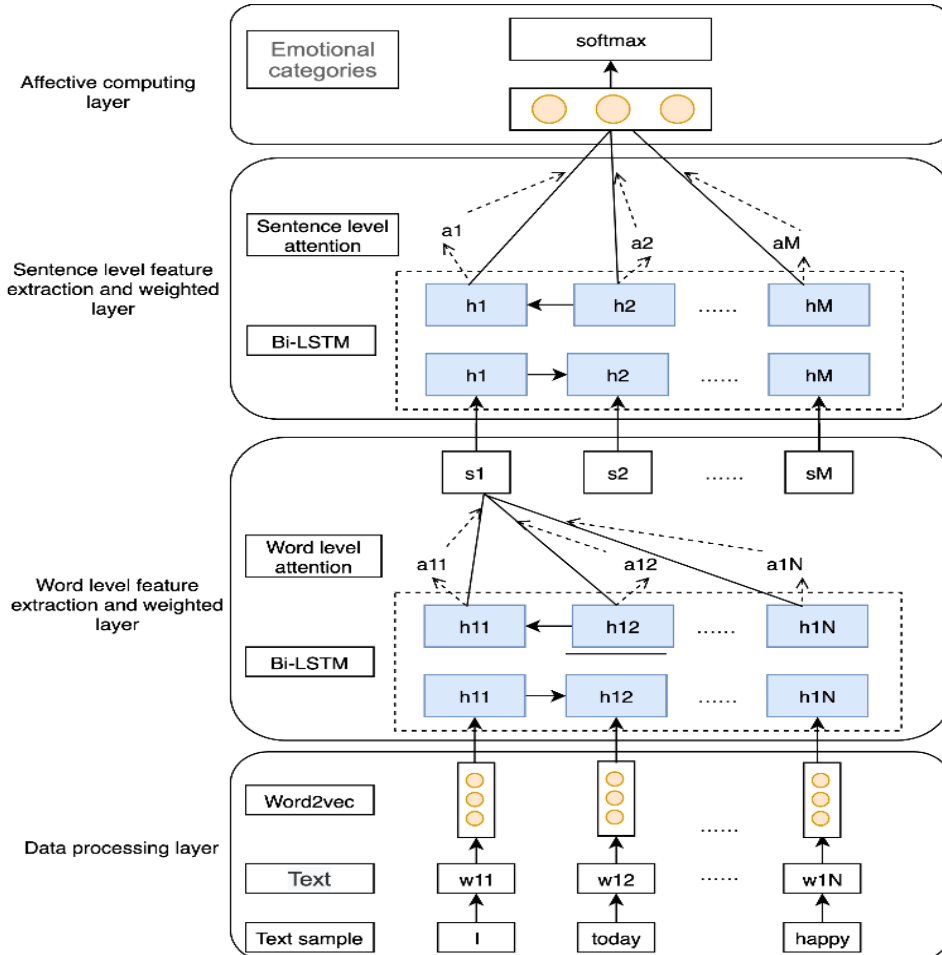 softmax
Emotional
categories
Affective computing
layer
Sentence level
attention
a1
a2
aM
Sentence level feature
extraction and weighted
layer
h1
h2
......
hM
Bi-LSTM
h1
h2
......
hM
s1
s2
......
sM
Word level
attention
a11
a12
a1N
Word level feature
extraction and weighted
layer
h11
h12
......
h1N
Bi-LSTM
h11
h12
......
h1N
Word2vec
......
Data processing layer
Text
w11
w12
......
w1N
Text sample
I
today
happy